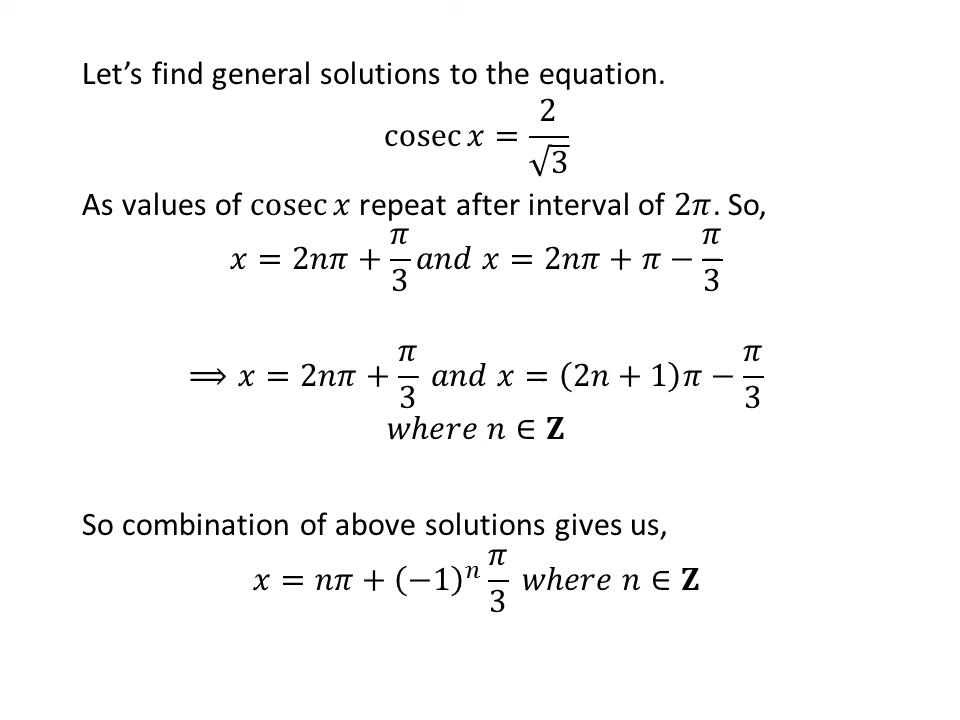 Let’s find general solutions to the equation.
cosec 𝑥 = 2/√3
As values of cosec 𝑥 repeat after interval of 2𝜋. So,
𝑥 = 2𝑛𝜋 + 𝜋/3 𝑎𝑛𝑑 𝑥 = 2𝑛𝜋 + 𝜋 − 𝜋/3
⟹ 𝑥 = 2𝑛𝜋 + 𝜋/3 𝑎𝑛𝑑 𝑥 = (2𝑛 + 1)𝜋 − 𝜋/3
𝑤ℎ𝑒𝑟𝑒 𝑛 ∈ 𝐙
So combination of above solutions gives us,
𝑥 = 𝑛𝜋 + (−1)ⁿ 𝜋/3 𝑤ℎ𝑒𝑟𝑒 𝑛 ∈ 𝐙